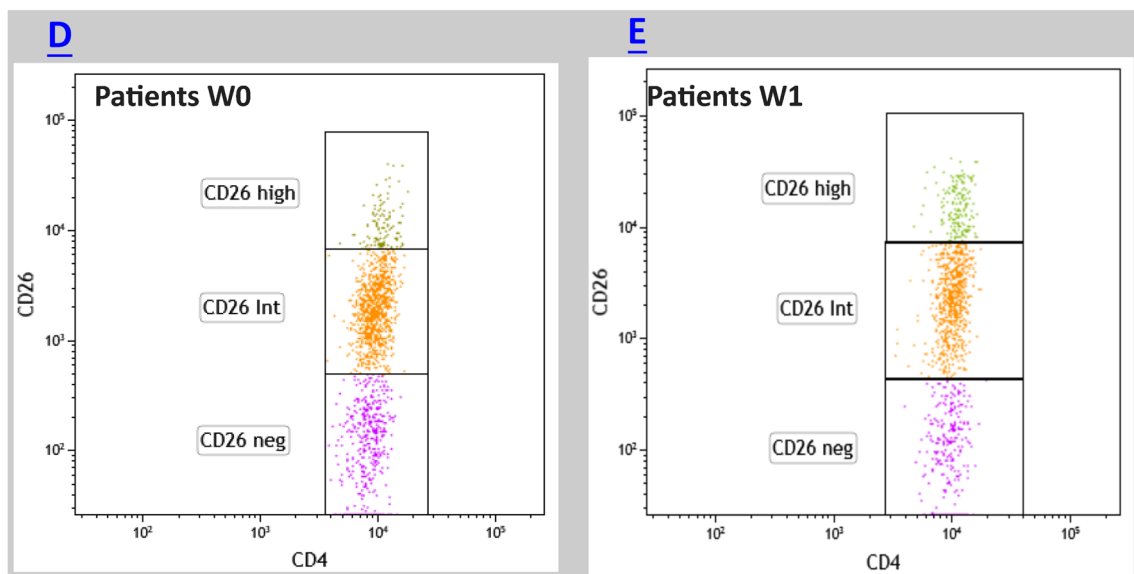 D
Patients W0
10⁵
CD26 high
10⁴
CD26
CD26 Int
10³
CD26 neg
10²
10² 10³ 10⁴ 10⁵
CD4
E
Patients W1
10⁵
CD26 high
10⁴
CD26
CD26 Int
10³
CD26 neg
10²
10² 10³ 10⁴ 10⁵
CD4